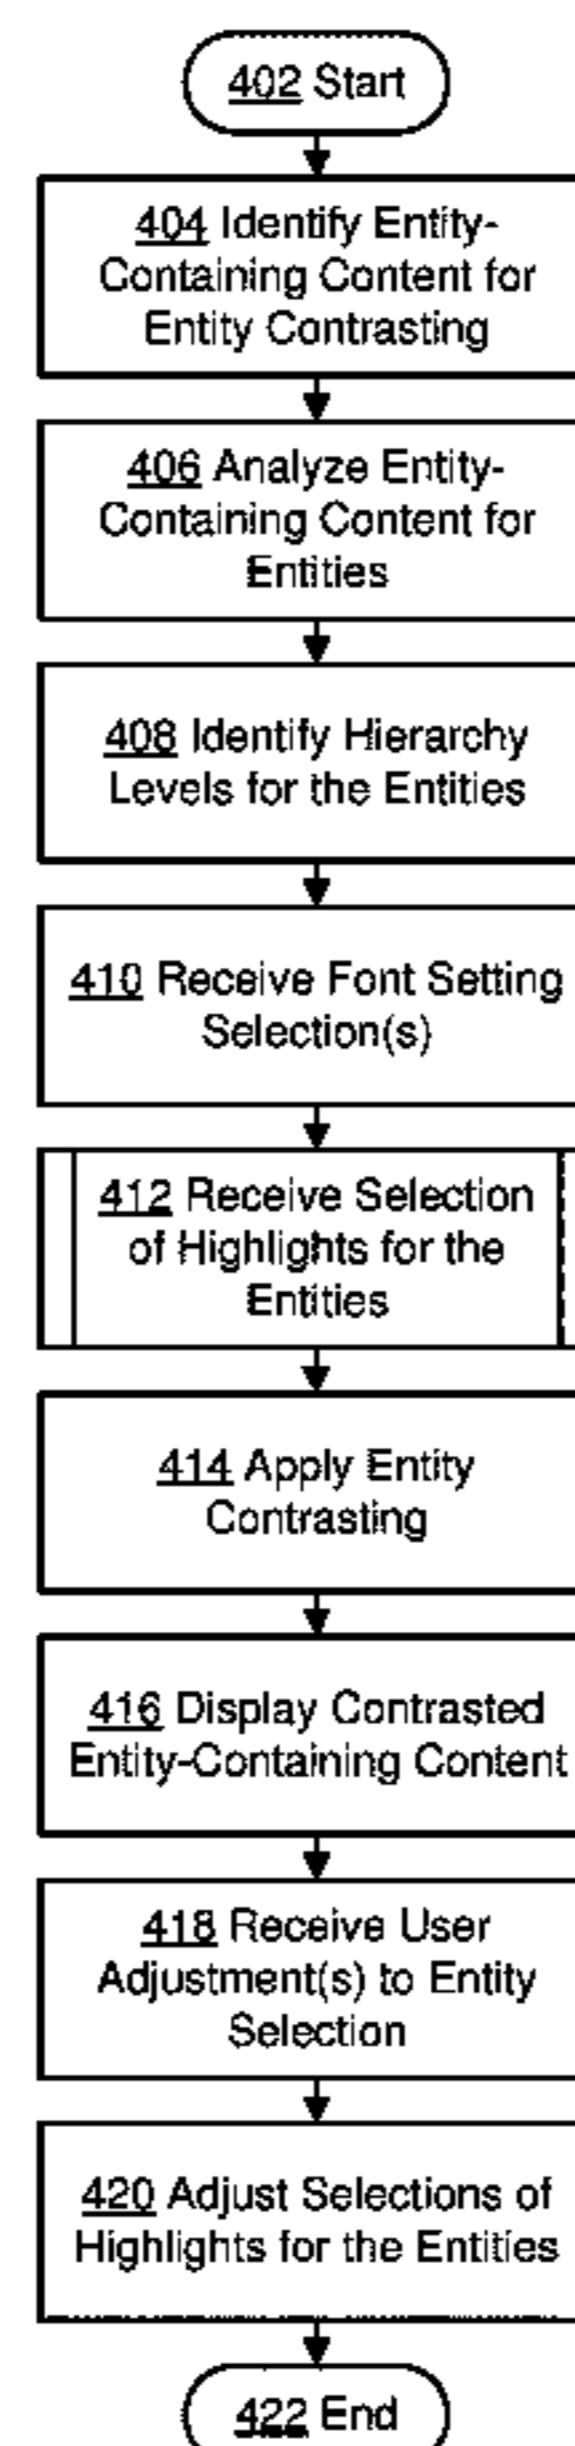 402 Start
404 Identify Entity-
Containing Content for
Entity Contrasting
406 Analyze Entity-
Containing Content for
Entities
408 Identify Hierarchy
Levels for the Entities
410 Receive Font Setting
Selection(s)
412 Receive Selection
of Highlights for the
Entities
414 Apply Entity
Contrasting
416 Display Contrasted
Entity-Containing Content
418 Receive User
Adjustment(s) to Entity
Selection
420 Adjust Selections of
Highlights for the Entities
422 End